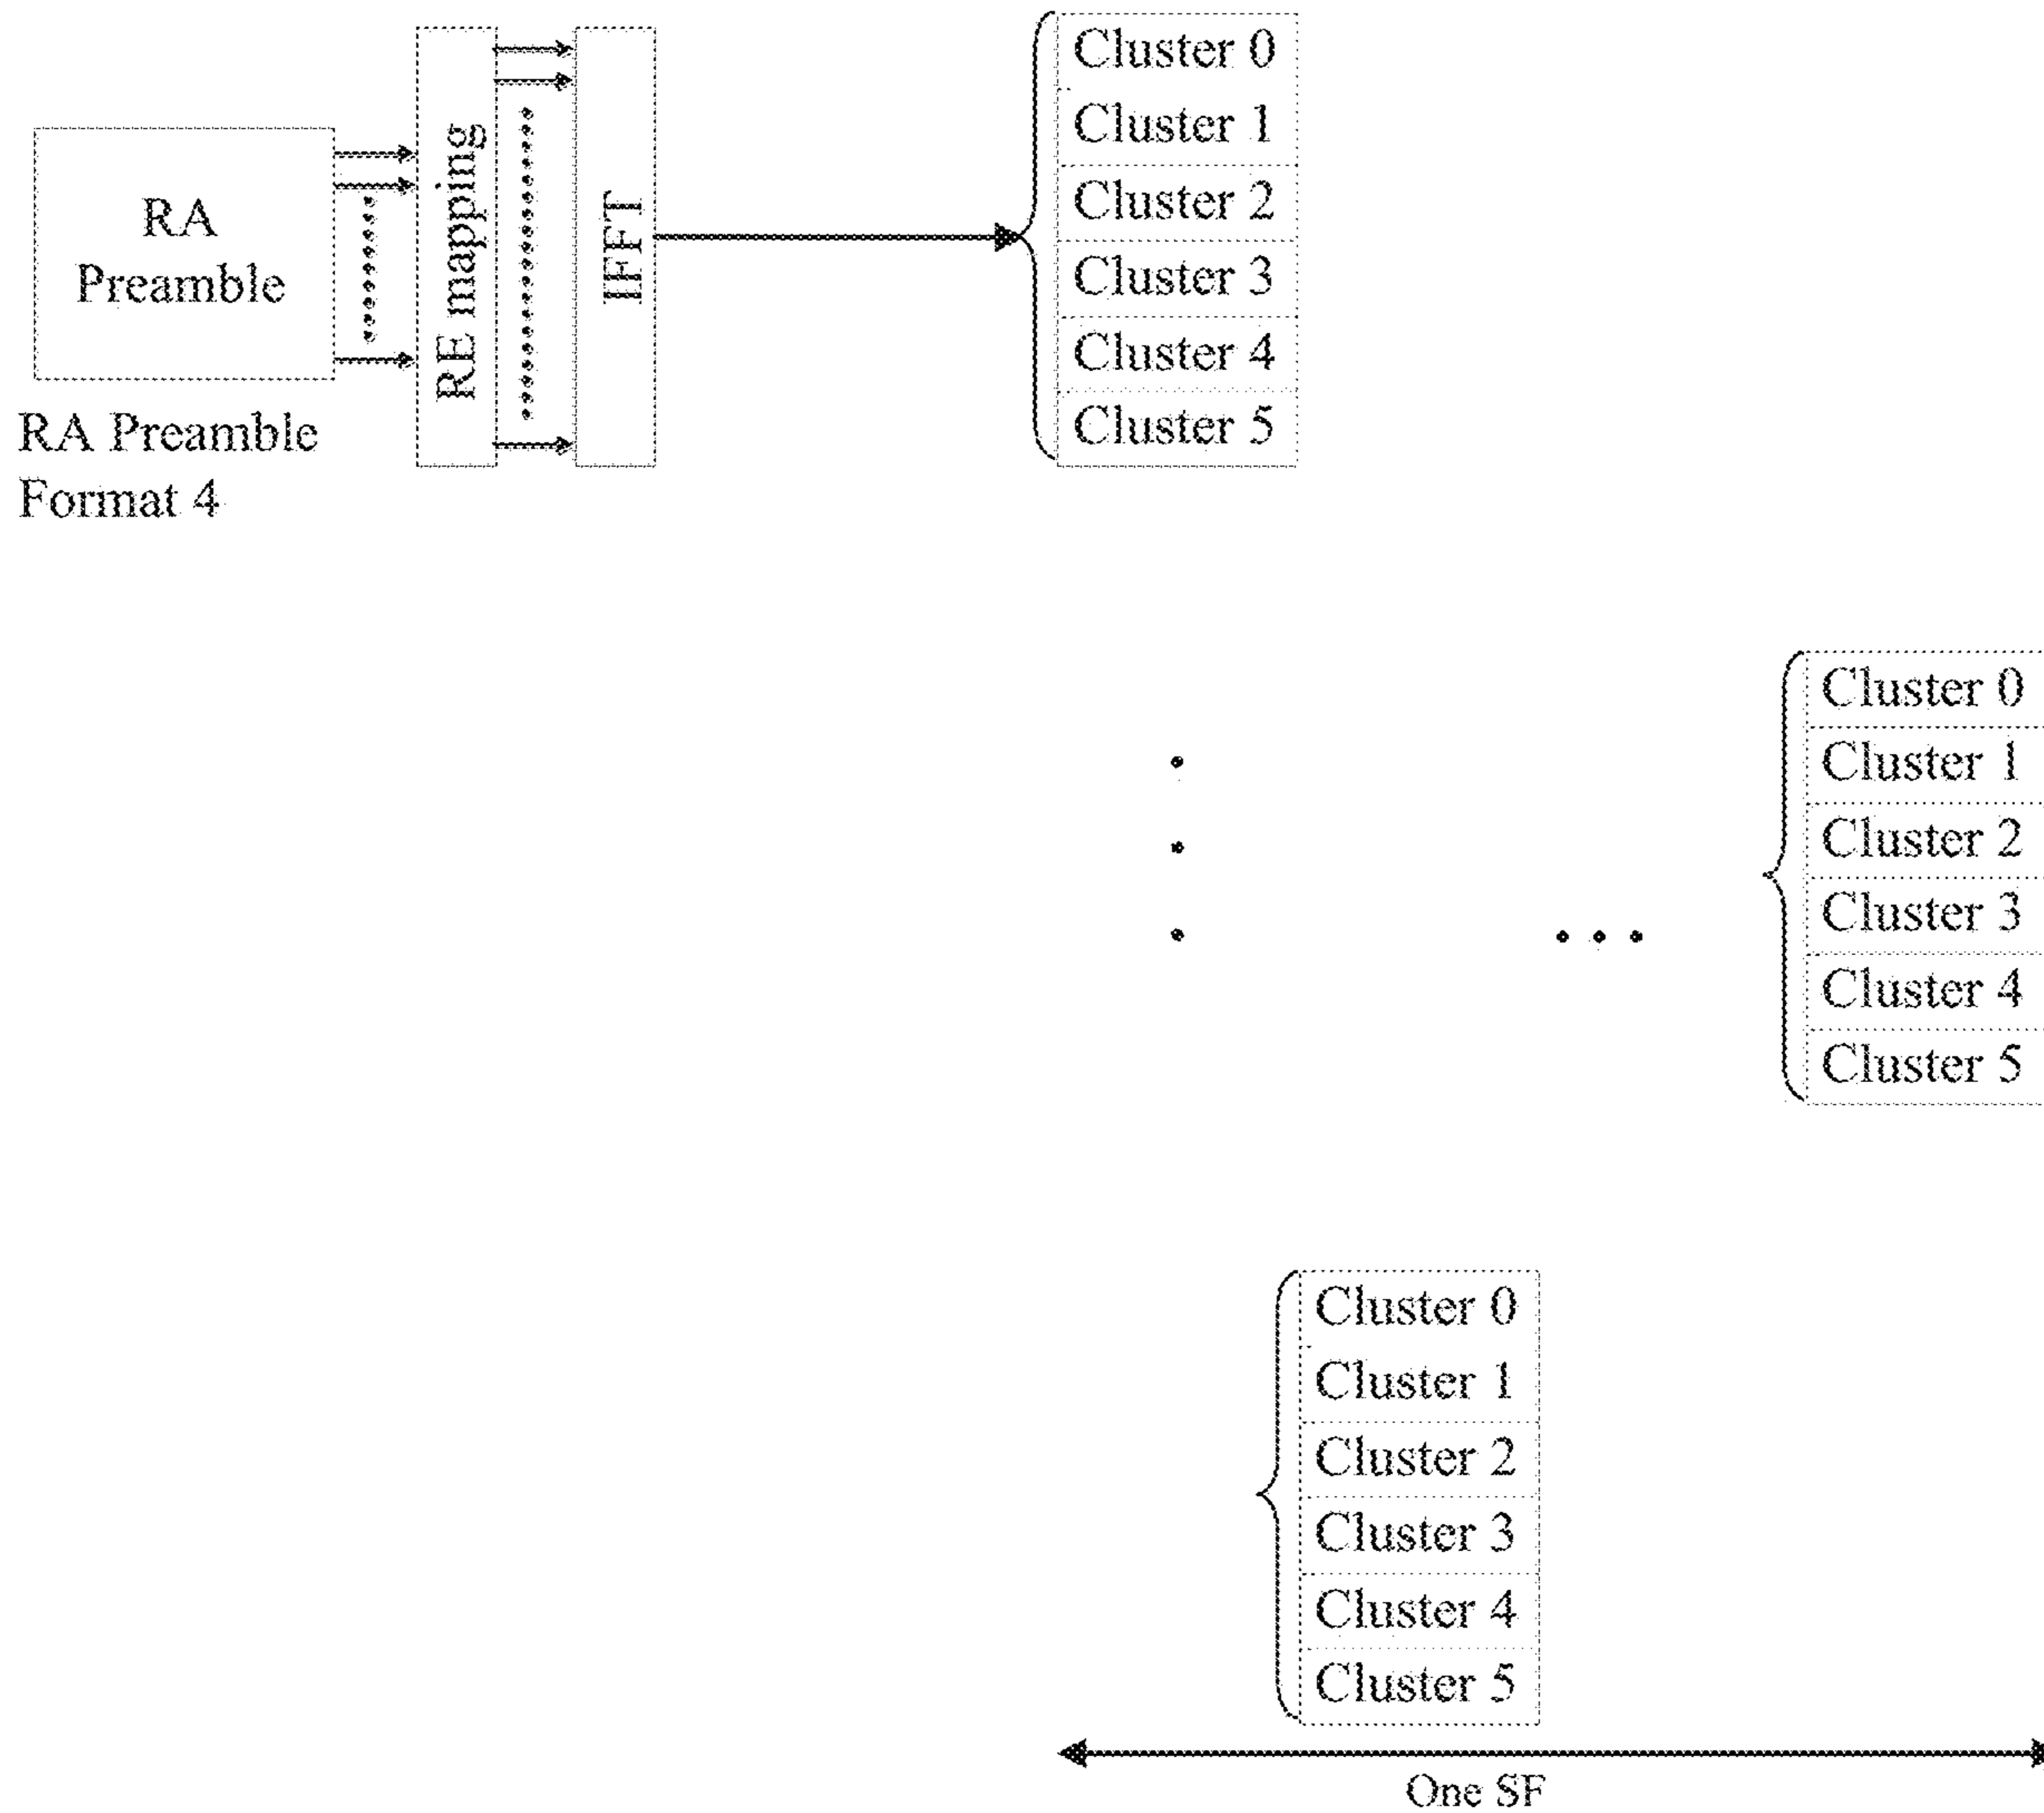 RA
Preamble
RA Preamble
Format 4
RE mapping
IFFT
Cluster 0
Cluster 1
Cluster 2
Cluster 3
Cluster 4
Cluster 5
Cluster 0
Cluster 1
Cluster 2
Cluster 3
Cluster 4
Cluster 5
Cluster 0
Cluster 1
Cluster 2
Cluster 3
Cluster 4
Cluster 5
One SF